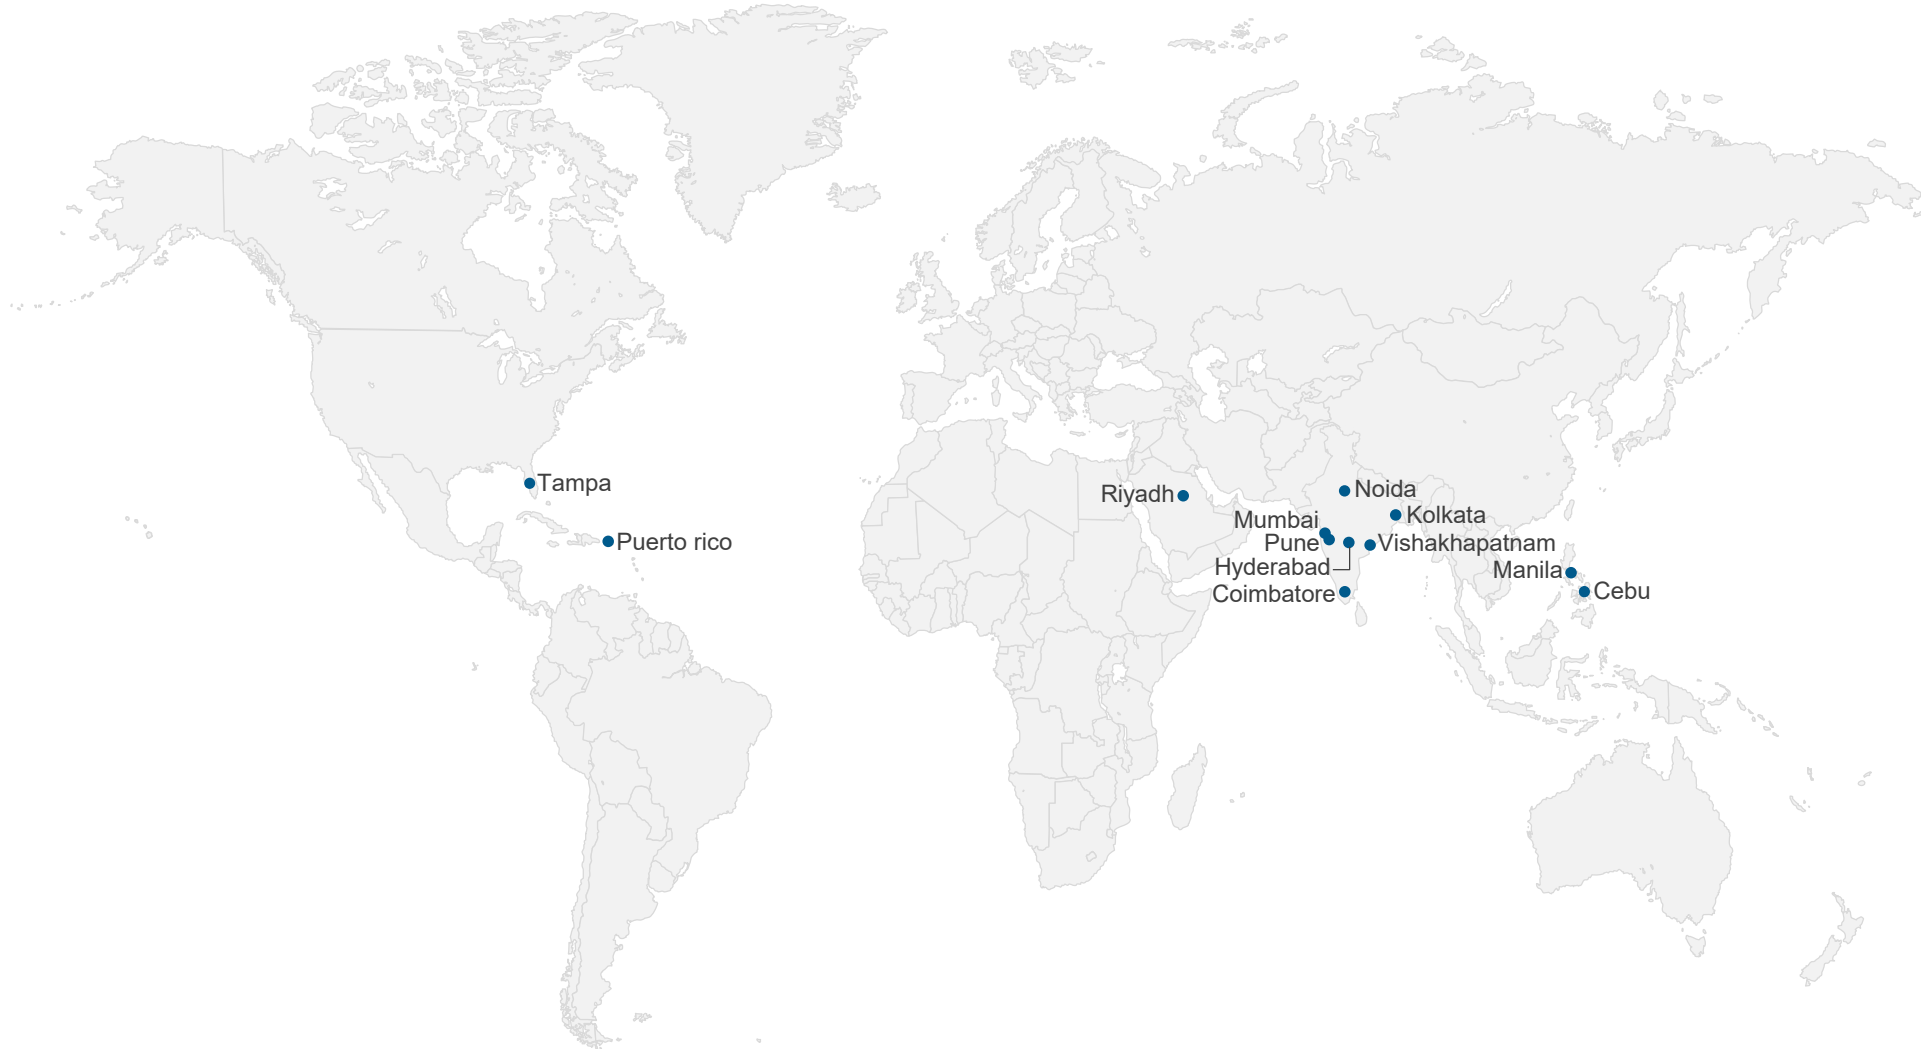 Tampa
Puerto rico
Riyadh
Noida
Kolkata
Mumbai
Pune
Vishakhapatnam
Hyderabad
Coimbatore
Manila
Cebu